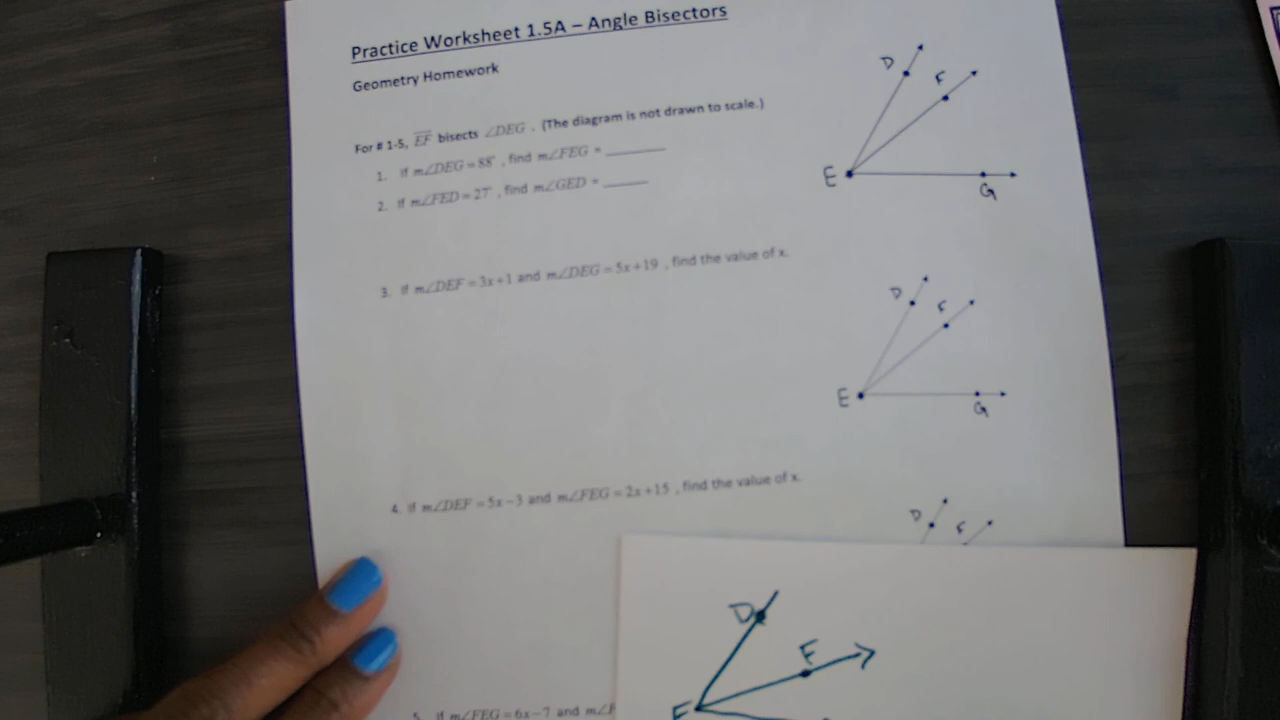 Practice Worksheet 1.5A – Angle Bisectors
Geometry Homework
For # 1-5, EF bisects ∠DEG . (The diagram is not drawn to scale.)
1. If m∠DEG = 88° , find m∠FEG = ______
2. If m∠FED = 27° , find m∠GED = ______
D
F
E
G
3. If m∠DEF = 3x+1 and m∠DEG = 5x+19 , find the value of x.
D
F
E
G
4. If m∠DEF = 5x−3 and m∠FEG = 2x+15 , find the value of x.
D
F
D
F
E
5. If m∠FEG = 6x−7 and m∠